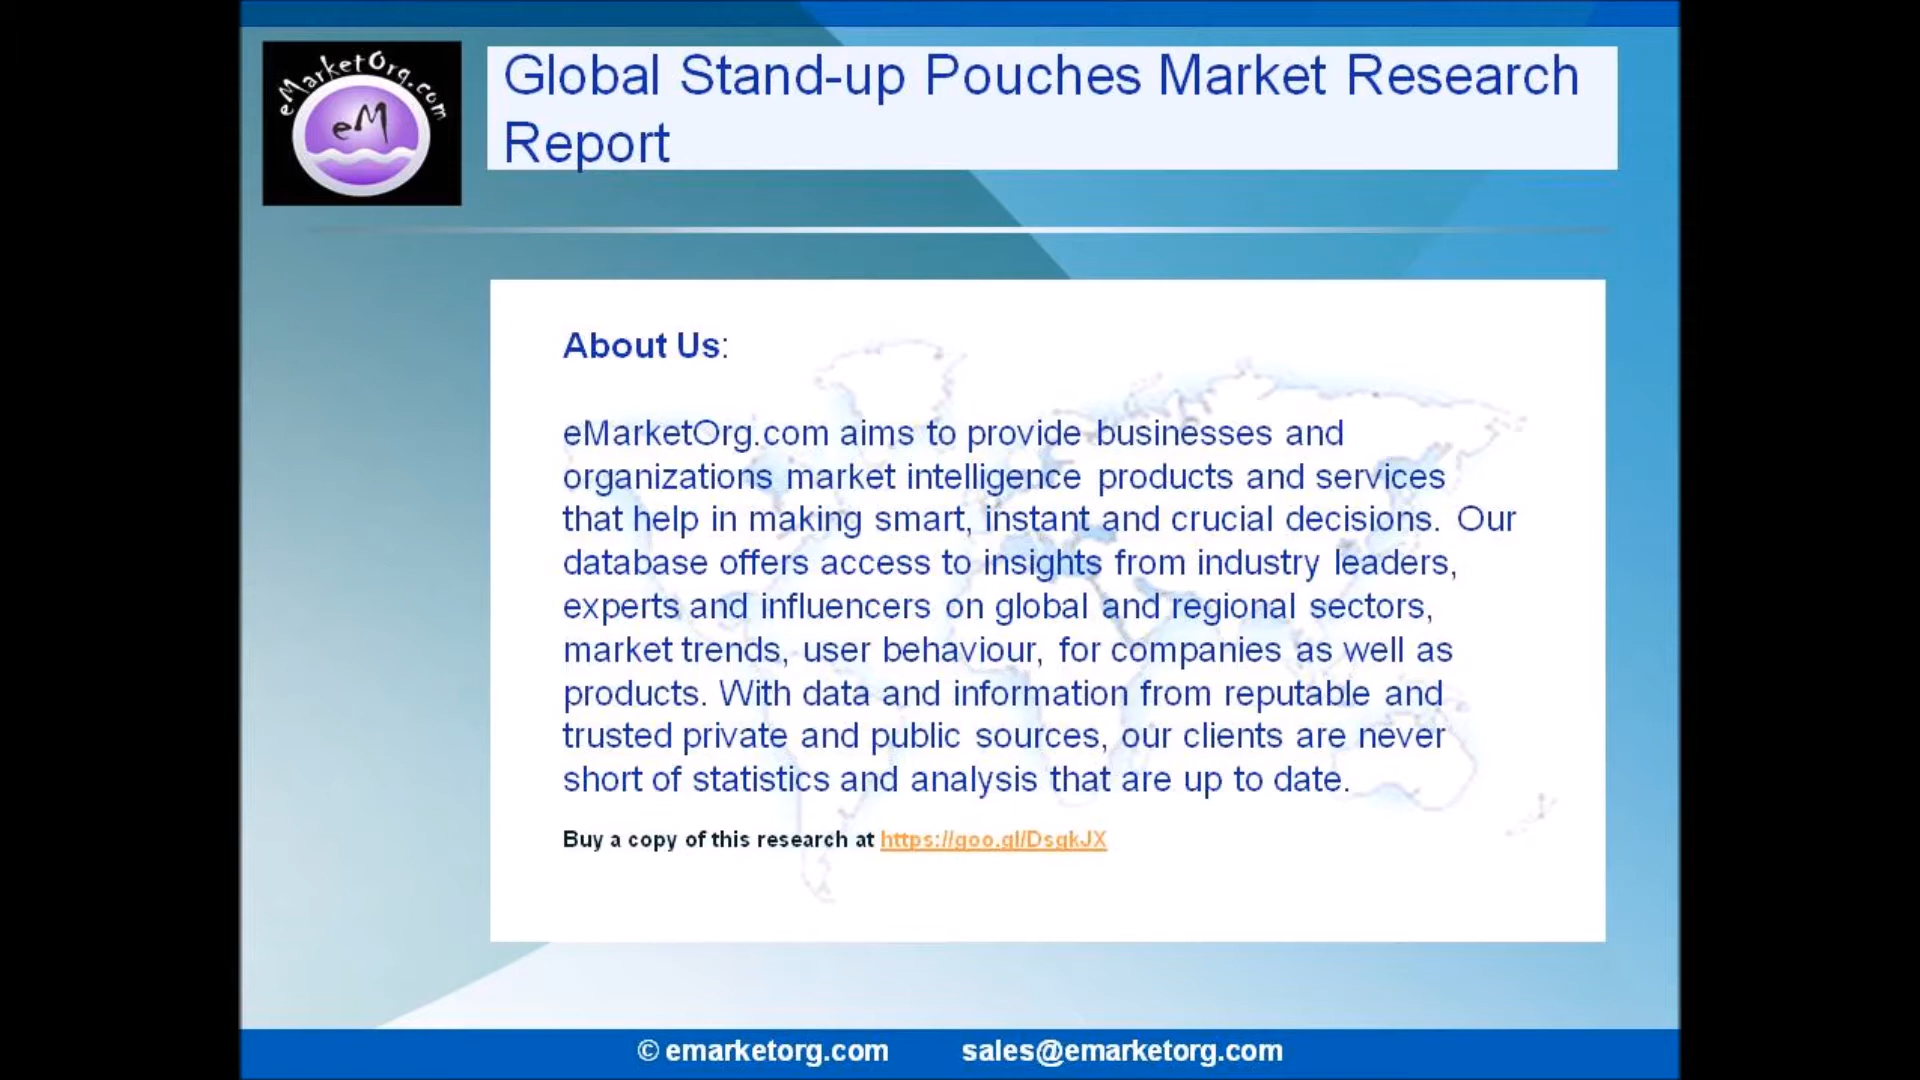 eMarketOrg.com
eM
Global Stand-up Pouches Market Research
Report
About Us:
eMarketOrg.com aims to provide businesses and
organizations market intelligence products and services
that help in making smart, instant and crucial decisions. Our
database offers access to insights from industry leaders,
experts and influencers on global and regional sectors,
market trends, user behaviour, for companies as well as
products. With data and information from reputable and
trusted private and public sources, our clients are never
short of statistics and analysis that are up to date.
Buy a copy of this research at https://goo.gl/DsgkJX
© emarketorg.com sales@emarketorg.com